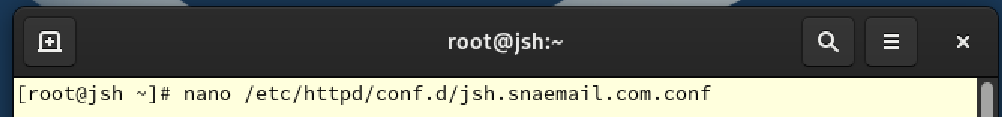 root@jsh:~
[root@jsh ~]# nano /etc/httpd/conf.d/jsh.snaemail.com.conf